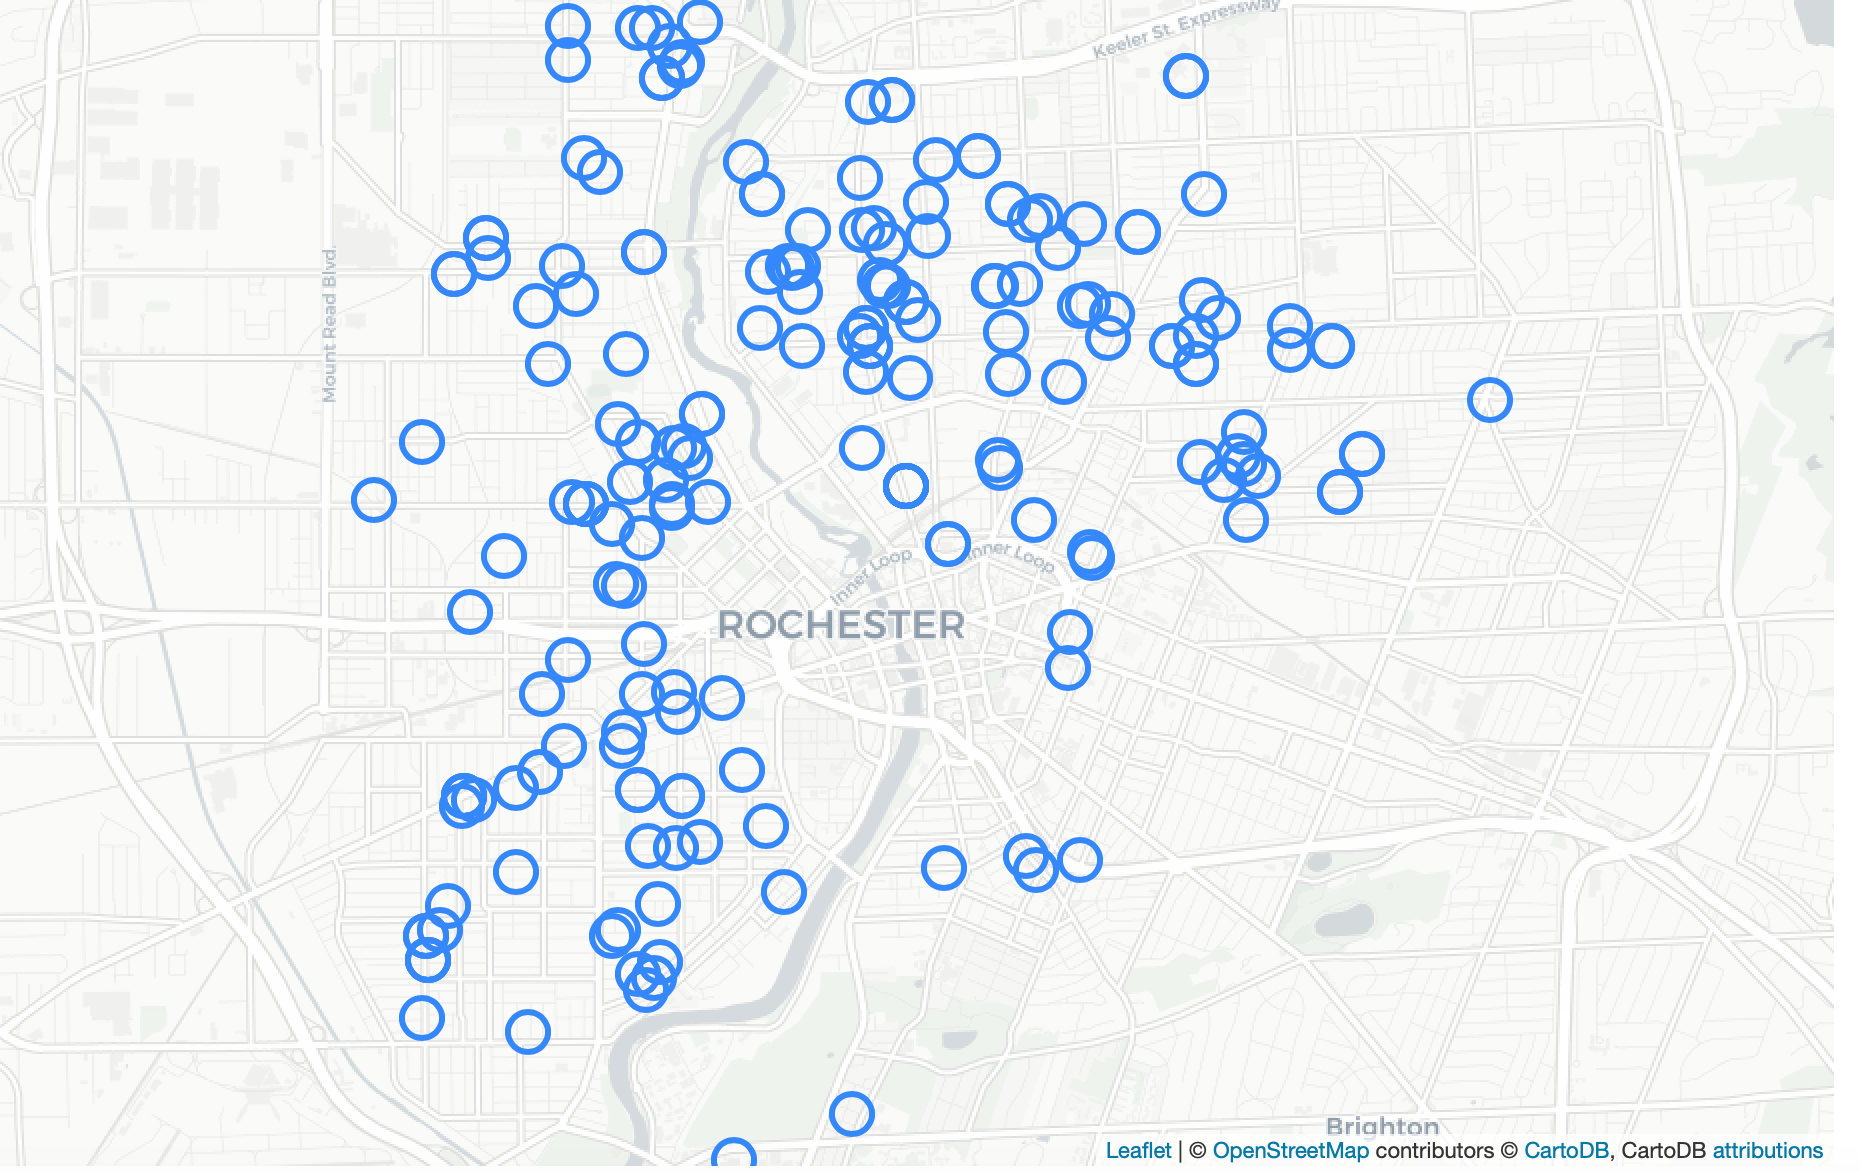 Keeler St. Expressway
Mount Read Blvd.
Inner Loop
Inner Loop
ROCHESTER
Brighton
Leaflet | © OpenStreetMap contributors © CartoDB, CartoDB attributions